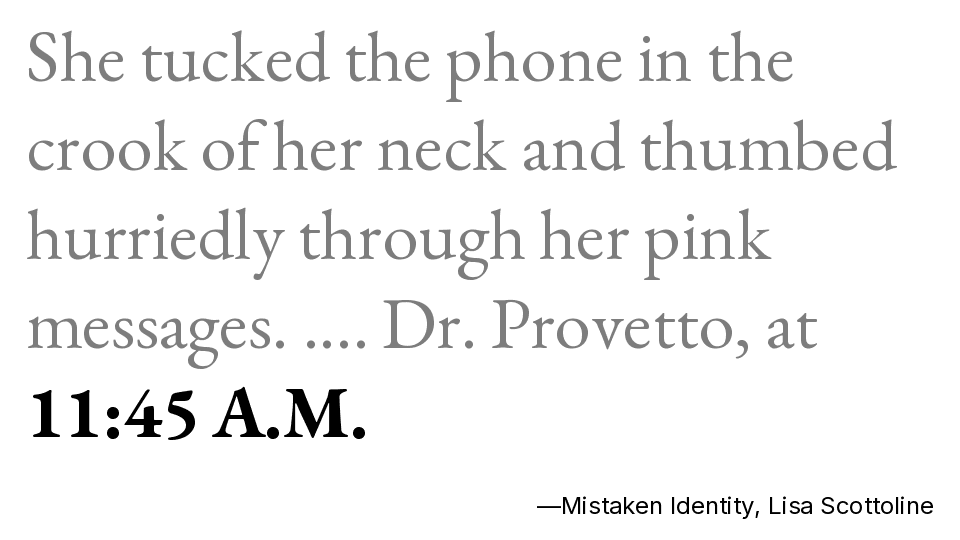 She tucked the phone in the
crook of her neck and thumbed
hurriedly through her pink
messages. .... Dr. Provetto, at
11:45 A.M.
—Mistaken Identity, Lisa Scottoline